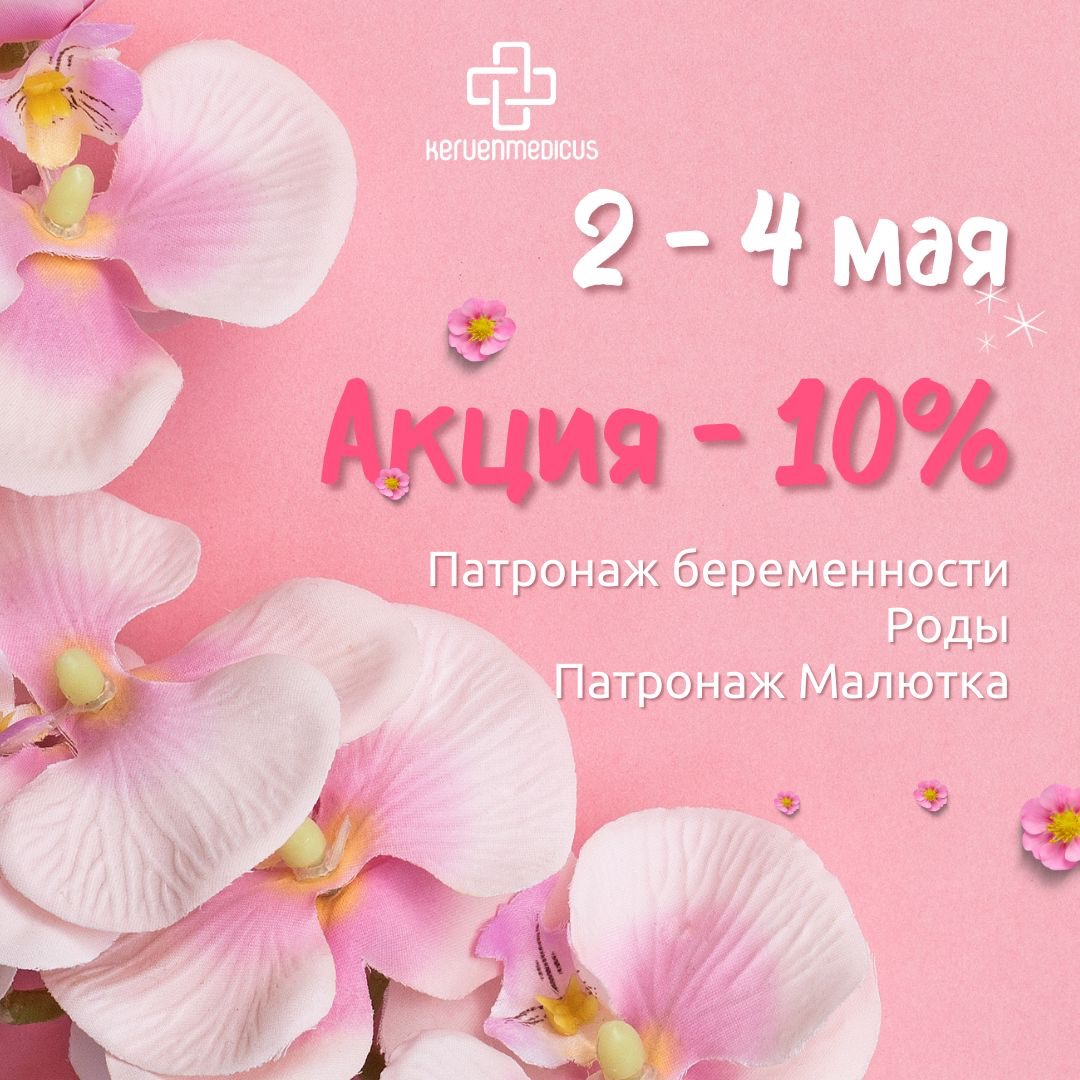 KERUENMEDICUS
2 - 4 мая
Акция - 10%
Патронаж беременности
Роды
Патронаж Малютка